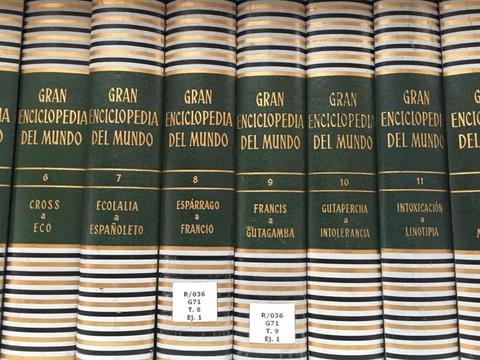 GRAN
ENCICLOPEDIA
DEL MUNDO
6
CROSS
a
ECO
GRAN
ENCICLOPEDIA
DEL MUNDO
7
ECOLALIA
a
ESPAÑOLETO
GRAN
ENCICLOPEDIA
DEL MUNDO
8
ESPÁRRAGO
a
FRANCIO
R/036
G71
T. 8
Ej. 1
GRAN
ENCICLOPEDIA
DEL MUNDO
9
FRANCIS
a
GUTAGAMBA
R/036
G71
T. 9
Ej. 1
GRAN
ENCICLOPEDIA
DEL MUNDO
10
GUTAPERCHA
a
INTOLERANCIA
GRAN
ENCICLOPEDIA
DEL MUNDO
11
INTOXICACIÓN
a
LINOTIPIA